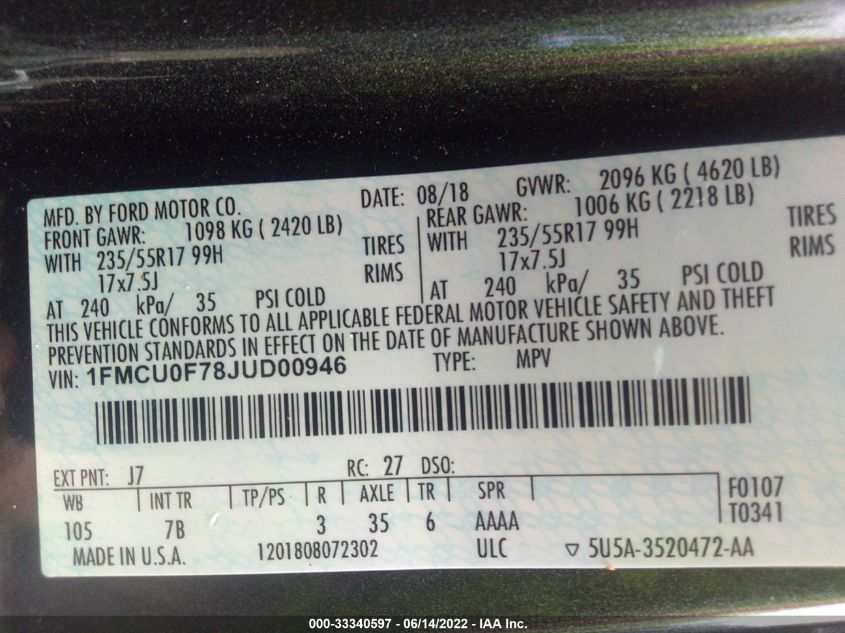 MFD. BY FORD MOTOR CO. DATE: 08/18 GVWR: 2096 KG ( 4620 LB)
FRONT GAWR: 1098 KG ( 2420 LB) REAR GAWR: 1006 KG ( 2218 LB)
WITH 235/55R17 99H TIRES WITH 235/55R17 99H TIRES
17x7.5J RIMS 17x7.5J RIMS
AT 240 kPa/ 35 PSI COLD AT 240 kPa/ 35 PSI COLD
THIS VEHICLE CONFORMS TO ALL APPLICABLE FEDERAL MOTOR VEHICLE SAFETY AND THEFT
PREVENTION STANDARDS IN EFFECT ON THE DATE OF MANUFACTURE SHOWN ABOVE.
VIN: 1FMCU0F78JUD00946 TYPE: MPV
EXT PNT: J7 RC: 27 DSO:
WB INT TR TP/PS R AXLE TR SPR F0107
105 7B 3 35 6 AAAA T0341
MADE IN U.S.A. 1201808072302 ULC ▽ 5U5A-3520472-AA
000-33340597 - 06/14/2022 - IAA Inc.